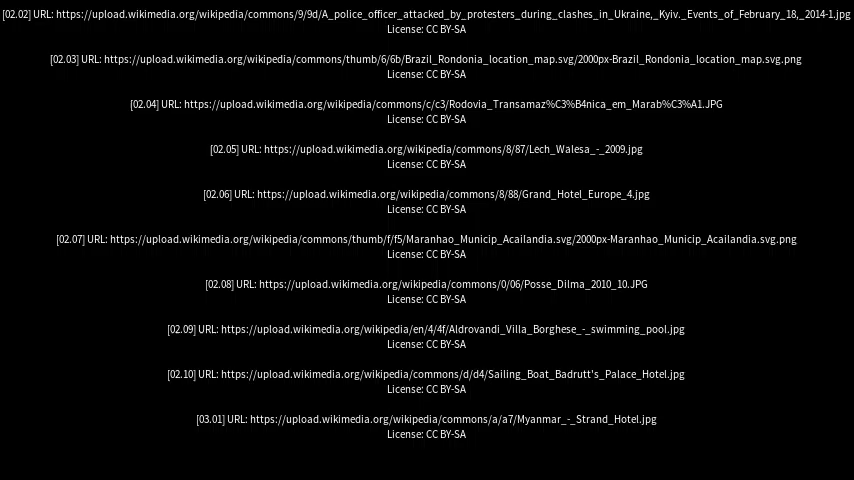 [02.02] URL: https://upload.wikimedia.org/wikipedia/commons/9/9d/A_police_officer_attacked_by_protesters_during_clashes_in_Ukraine,_Kyiv._Events_of_February_18,_2014-1.jpg
License: CC BY-SA
[02.03] URL: https://upload.wikimedia.org/wikipedia/commons/thumb/6/6b/Brazil_Rondonia_location_map.svg/2000px-Brazil_Rondonia_location_map.svg.png
License: CC BY-SA
[02.04] URL: https://upload.wikimedia.org/wikipedia/commons/c/c3/Rodovia_Transamaz%C3%B4nica_em_Marab%C3%A1.JPG
License: CC BY-SA
[02.05] URL: https://upload.wikimedia.org/wikipedia/commons/8/87/Lech_Walesa_-_2009.jpg
License: CC BY-SA
[02.06] URL: https://upload.wikimedia.org/wikipedia/commons/8/88/Grand_Hotel_Europe_4.jpg
License: CC BY-SA
[02.07] URL: https://upload.wikimedia.org/wikipedia/commons/thumb/f/f5/Maranhao_Municip_Acailandia.svg/2000px-Maranhao_Municip_Acailandia.svg.png
License: CC BY-SA
[02.08] URL: https://upload.wikimedia.org/wikipedia/commons/0/06/Posse_Dilma_2010_10.JPG
License: CC BY-SA
[02.09] URL: https://upload.wikimedia.org/wikipedia/en/4/4f/Aldrovandi_Villa_Borghese_-_swimming_pool.jpg
License: CC BY-SA
[02.10] URL: https://upload.wikimedia.org/wikipedia/commons/d/d4/Sailing_Boat_Badrutt's_Palace_Hotel.jpg
License: CC BY-SA
[03.01] URL: https://upload.wikimedia.org/wikipedia/commons/a/a7/Myanmar_-_Strand_Hotel.jpg
License: CC BY-SA